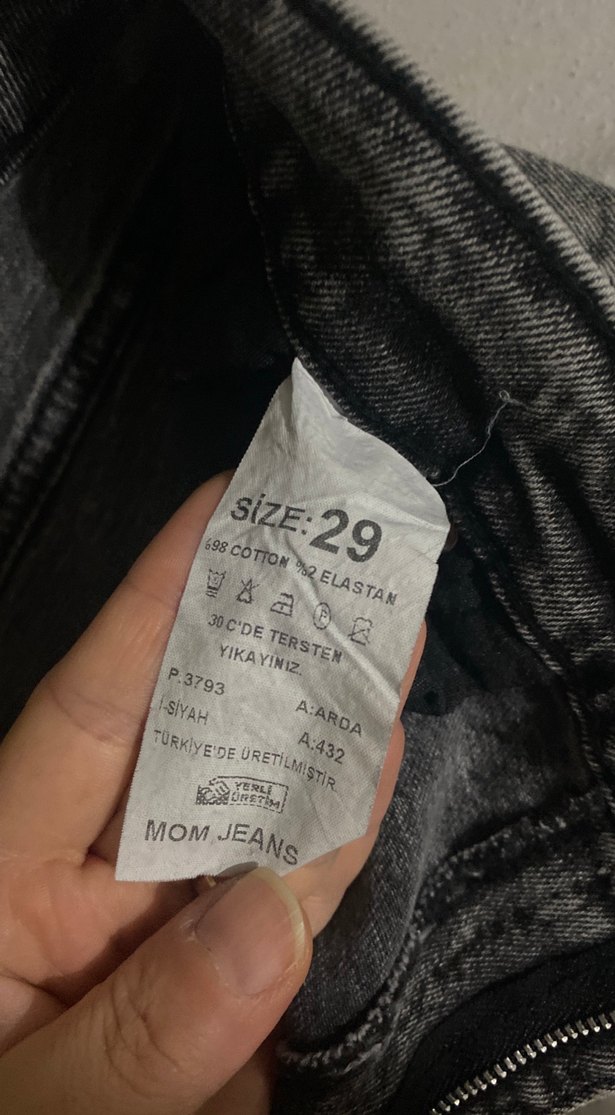 SİZE:29
%98 COTTON %2 ELASTAN
30 C'DE TERSTEN
YIKAYINIZ.
P.3793
A:ARDA
İ-SİYAH
A:432
TÜRKİYE'DE ÜRETİLMİŞTİR
YERLİ
ÜRETİM
MOM JEANS